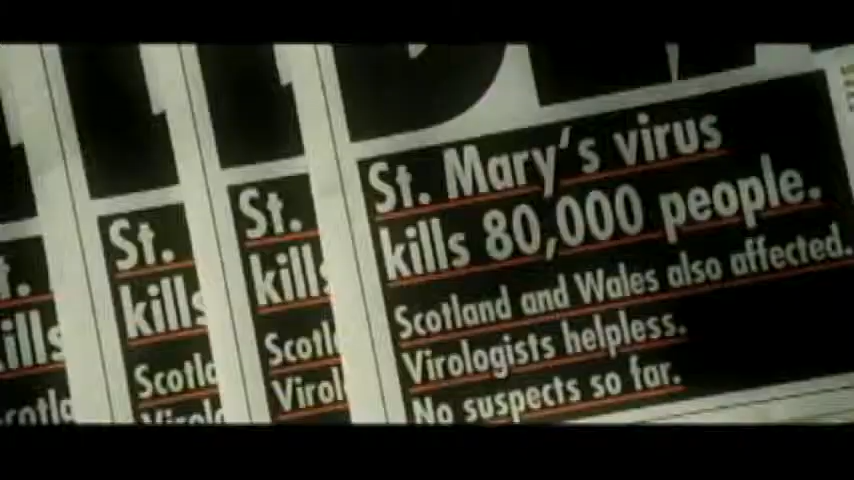 St. Mary's virus
kills 80,000 people.
Scotland and Wales also affected.
Virologists helpless.
No suspects so far.